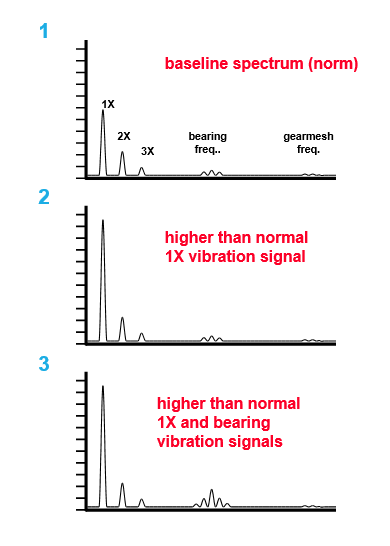 1
baseline spectrum (norm)
1X
2X
3X
bearing
freq..
gearmesh
freq.
2
higher than normal
1X vibration signal
3
higher than normal
1X and bearing
vibration signals